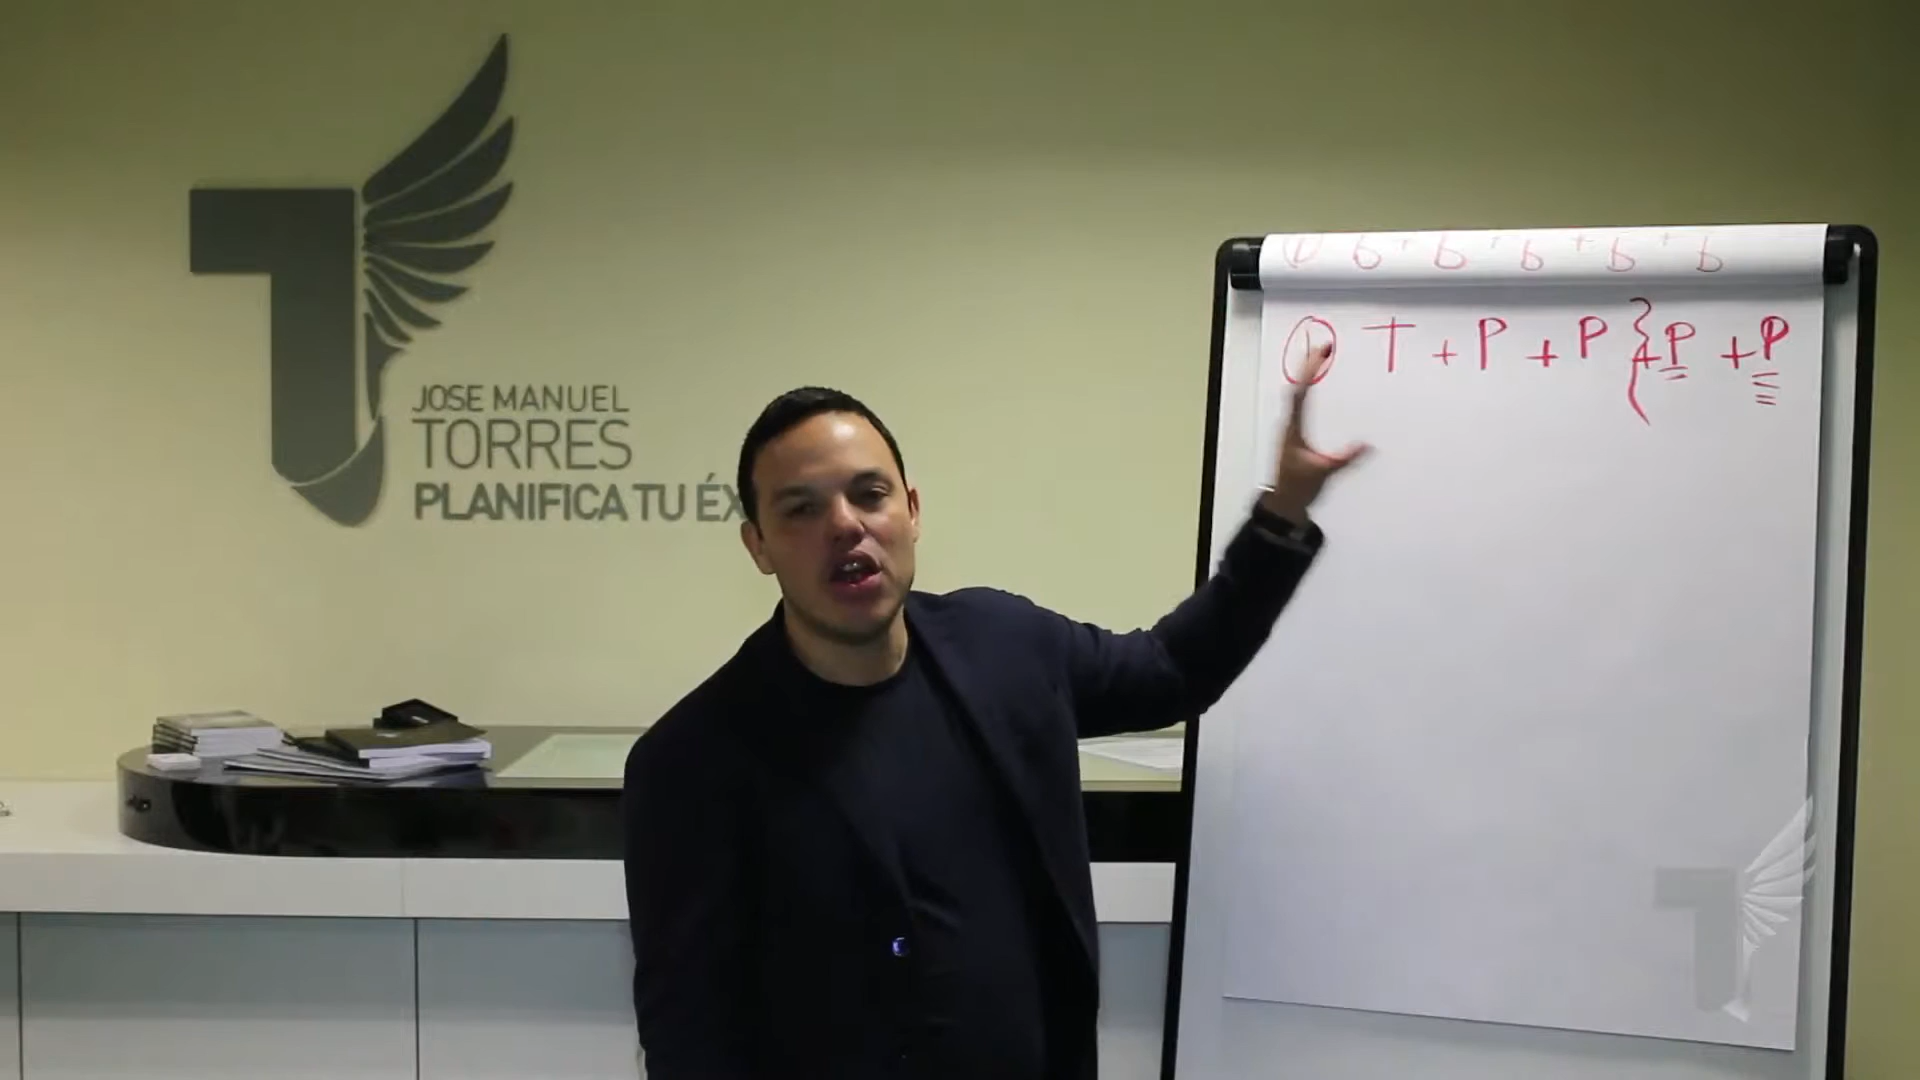 JOSE MANUEL
TORRES
PLANIFICA TU ÉX
① T + P + P { + P + P